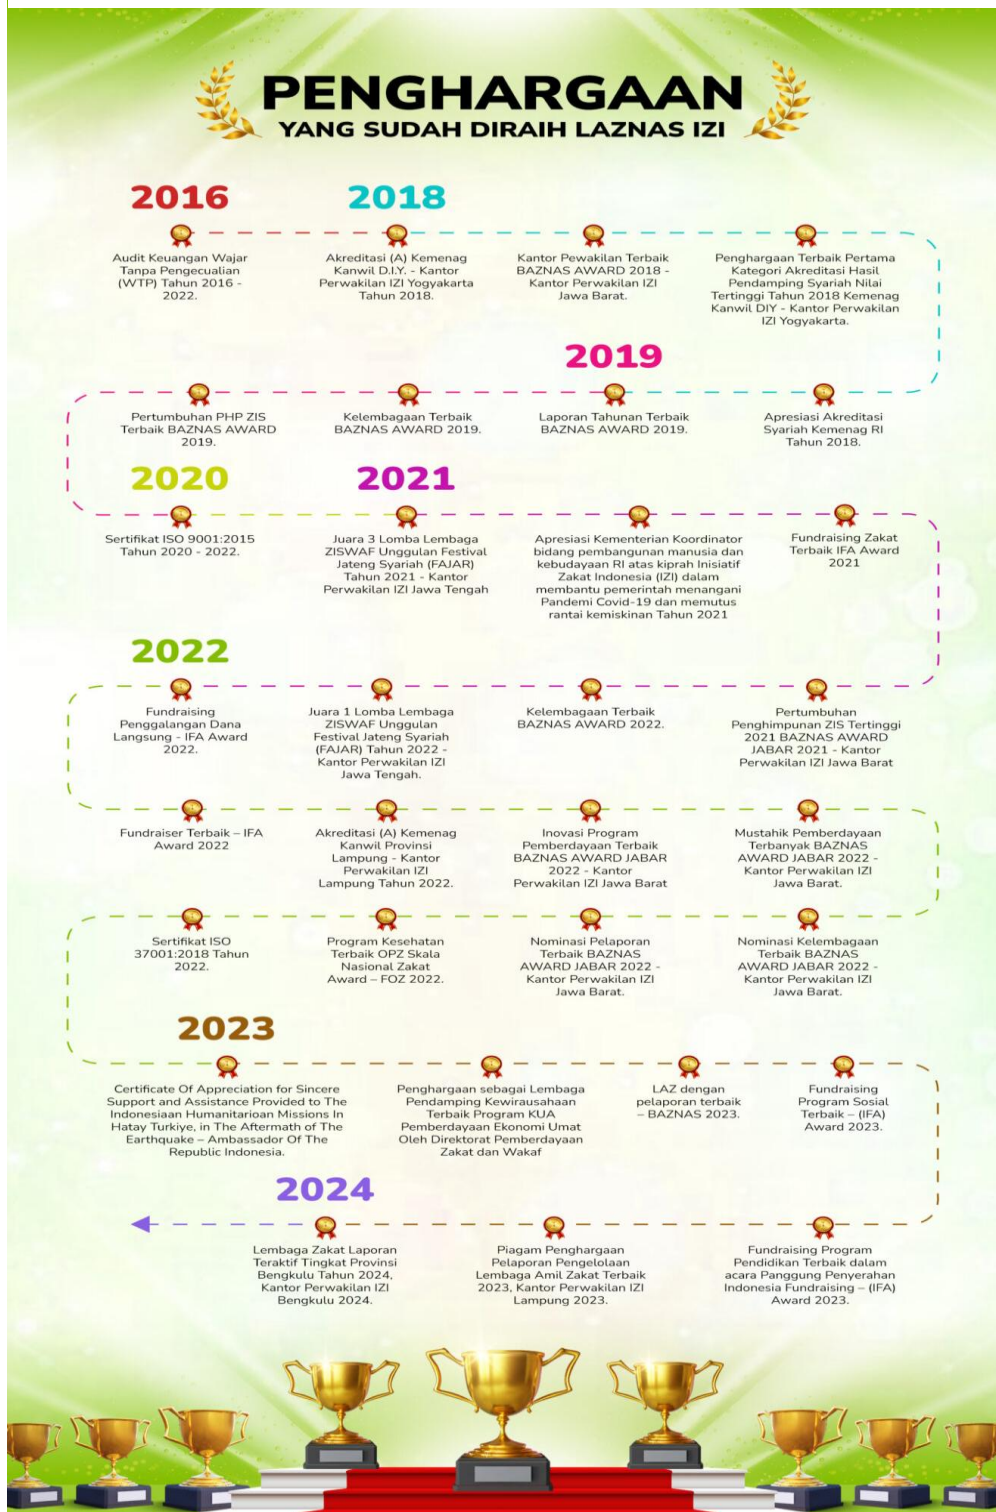 PENGHARGAAN
YANG SUDAH DIRAIH LAZNAS IZI
2016
Audit Keuangan Wajar
Tanpa Pengecualian
(WTP) Tahun 2016 -
2022.
2018
Akreditasi (A) Kemenag
Kanwil D.I.Y. - Kantor
Perwakilan IZI Yogyakarta
Tahun 2018.
Kantor Pewakilan Terbaik
BAZNAS AWARD 2018 -
Kantor Perwakilan IZI
Jawa Barat.
Penghargaan Terbaik Pertama
Kategori Akreditasi Hasil
Pendamping Syariah Nilai
Tertinggi Tahun 2018 Kemenag
Kanwil DIY - Kantor Perwakilan
IZI Yogyakarta.
Apresiasi Akreditasi
Syariah Kemenag RI
Tahun 2018.
2019
Laporan Tahunan Terbaik
BAZNAS AWARD 2019.
Kelembagaan Terbaik
BAZNAS AWARD 2019.
Pertumbuhan PHP ZIS
Terbaik BAZNAS AWARD
2019.
2020
Sertifikat ISO 9001:2015
Tahun 2020 - 2022.
2021
Juara 3 Lomba Lembaga
ZISWAF Unggulan Festival
Jateng Syariah (FAJAR)
Tahun 2021 - Kantor
Perwakilan IZI Jawa Tengah
Apresiasi Kementerian Koordinator
bidang pembangunan manusia dan
kebudayaan RI atas kiprah Inisiatif
Zakat Indonesia (IZI) dalam
membantu pemerintah menangani
Pandemi Covid-19 dan memutus
rantai kemiskinan Tahun 2021
Fundraising Zakat
Terbaik IFA Award
2021
Pertumbuhan
Penghimpunan ZIS Tertinggi
2021 BAZNAS AWARD
JABAR 2021 - Kantor
Perwakilan IZI Jawa Barat
Kelembagaan Terbaik
BAZNAS AWARD 2022.
Juara 1 Lomba Lembaga
ZISWAF Unggulan
Festival Jateng Syariah
(FAJAR) Tahun 2022 -
Kantor Perwakilan IZI
Jawa Tengah.
2022
Fundraising
Penggalangan Dana
Langsung - IFA Award
2022.
Fundraiser Terbaik – IFA
Award 2022
Akreditasi (A) Kemenag
Kanwil Provinsi
Lampung - Kantor
Perwakilan IZI
Lampung Tahun 2022.
Inovasi Program
Pemberdayaan Terbaik
BAZNAS AWARD JABAR
2022 - Kantor
Perwakilan IZI Jawa Barat
Mustahik Pemberdayaan
Terbanyak BAZNAS
AWARD JABAR 2022 -
Kantor Perwakilan IZI
Jawa Barat.
Nominasi Kelembagaan
Terbaik BAZNAS
AWARD JABAR 2022 -
Kantor Perwakilan IZI
Jawa Barat.
Nominasi Pelaporan
Terbaik BAZNAS
AWARD JABAR 2022 -
Kantor Perwakilan IZI
Jawa Barat.
Program Kesehatan
Terbaik OPZ Skala
Nasional Zakat
Award – FOZ 2022.
Sertifikat ISO
37001:2018 Tahun
2022.
2023
Certificate Of Appreciation for Sincere
Support and Assistance Provided to The
Indonesiaan Humanitarioan Missions In
Hatay Turkiye, in The Aftermath of The
Earthquake – Ambassador Of The
Republic Indonesia.
Penghargaan sebagai Lembaga
Pendamping Kewirausahaan
Terbaik Program KUA
Pemberdayaan Ekonomi Umat
Oleh Direktorat Pemberdayaan
Zakat dan Wakaf
LAZ dengan
pelaporan terbaik
– BAZNAS 2023.
Fundraising
Program Sosial
Terbaik – (IFA)
Award 2023.
Fundraising Program
Pendidikan Terbaik dalam
acara Panggung Penyerahan
Indonesia Fundraising – (IFA)
Award 2023.
Piagam Penghargaan
Pelaporan Pengelolaan
Lembaga Amil Zakat Terbaik
2023, Kantor Perwakilan IZI
Lampung 2023.
2024
Lembaga Zakat Laporan
Teraktif Tingkat Provinsi
Bengkulu Tahun 2024,
Kantor Perwakilan IZI
Bengkulu 2024.